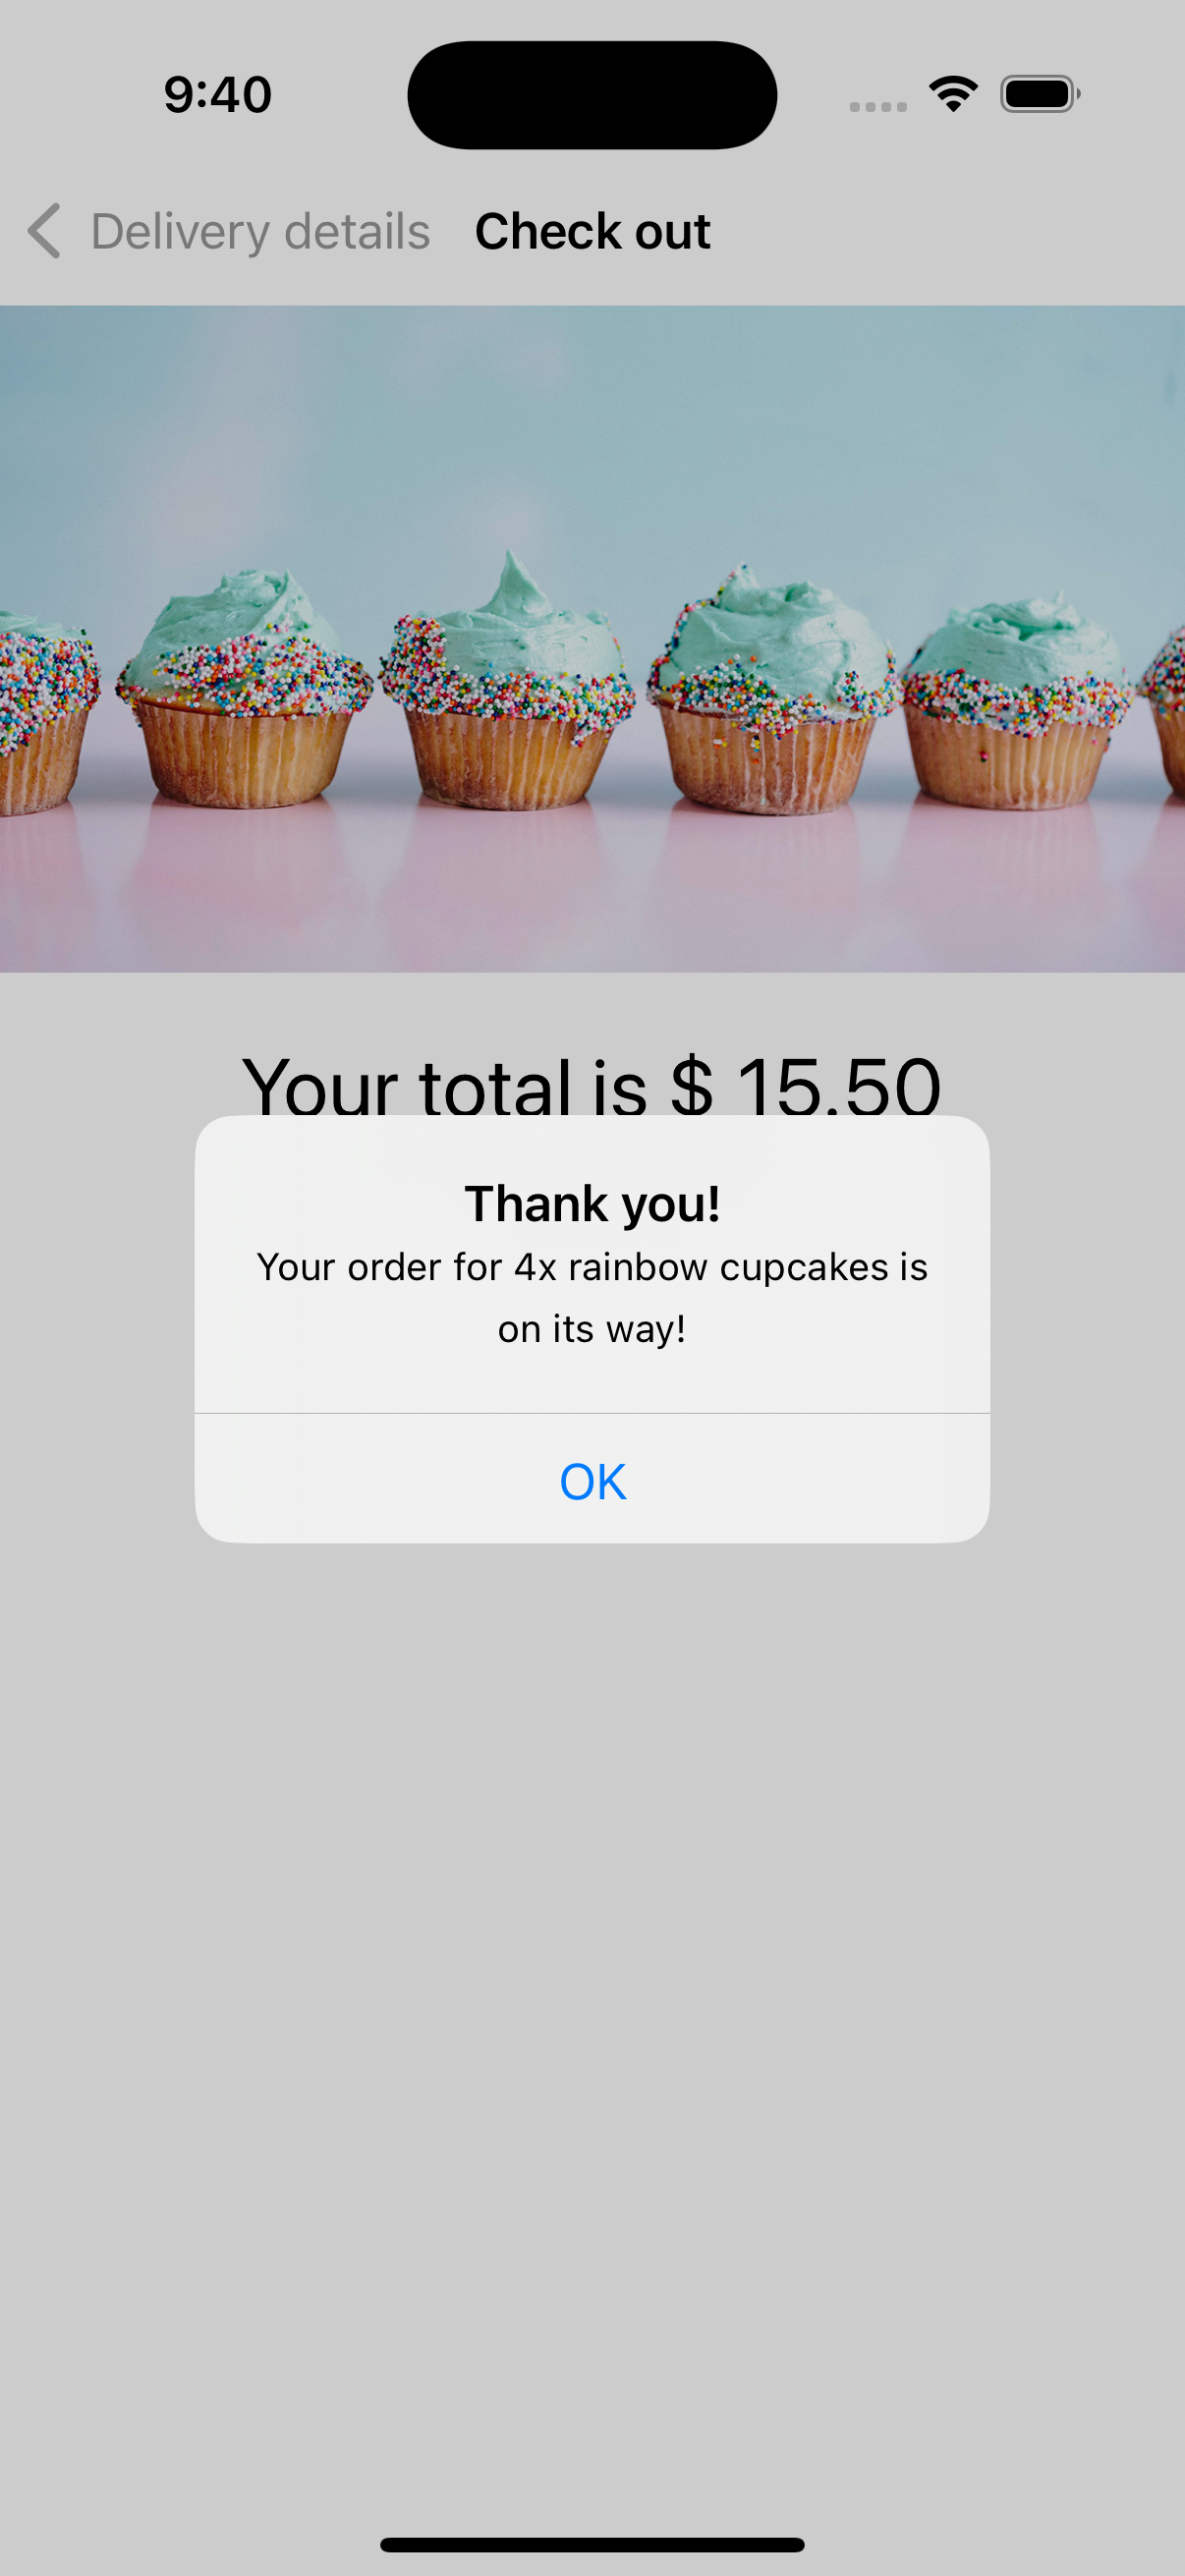 9:40
Delivery details
Check out
Your total is $ 15.50
Thank you!
Your order for 4x rainbow cupcakes is
on its way!
OK